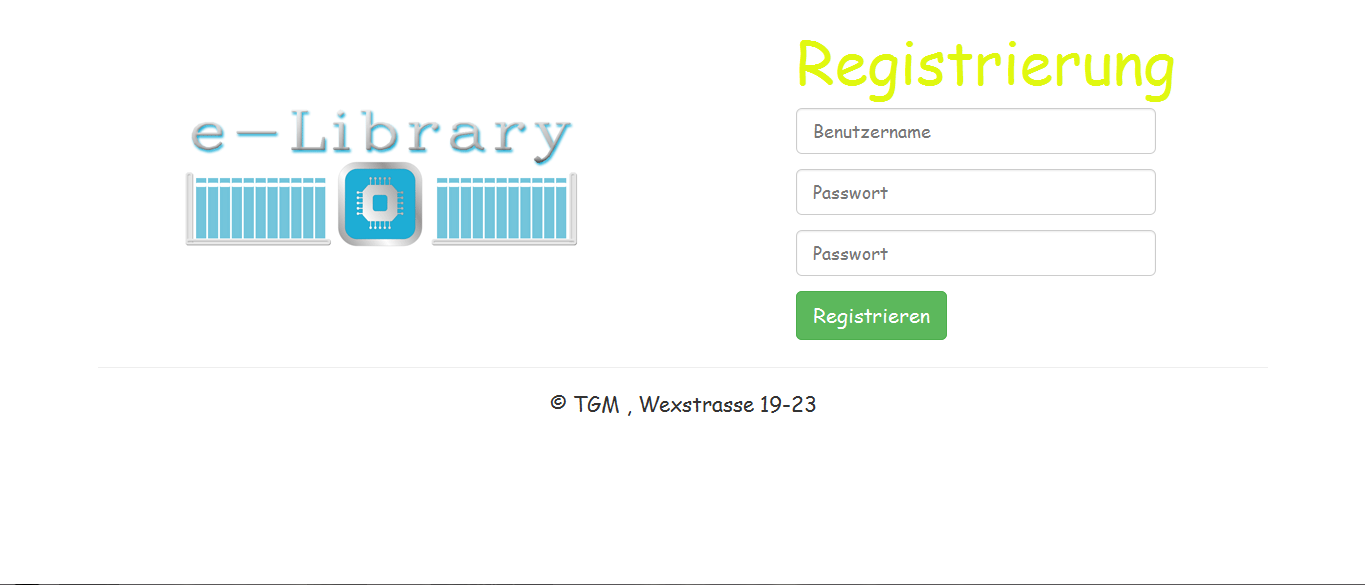 e-Library
Registrierung
Benutzername
Passwort
Passwort
Registrieren
© TGM , Wexstrasse 19-23